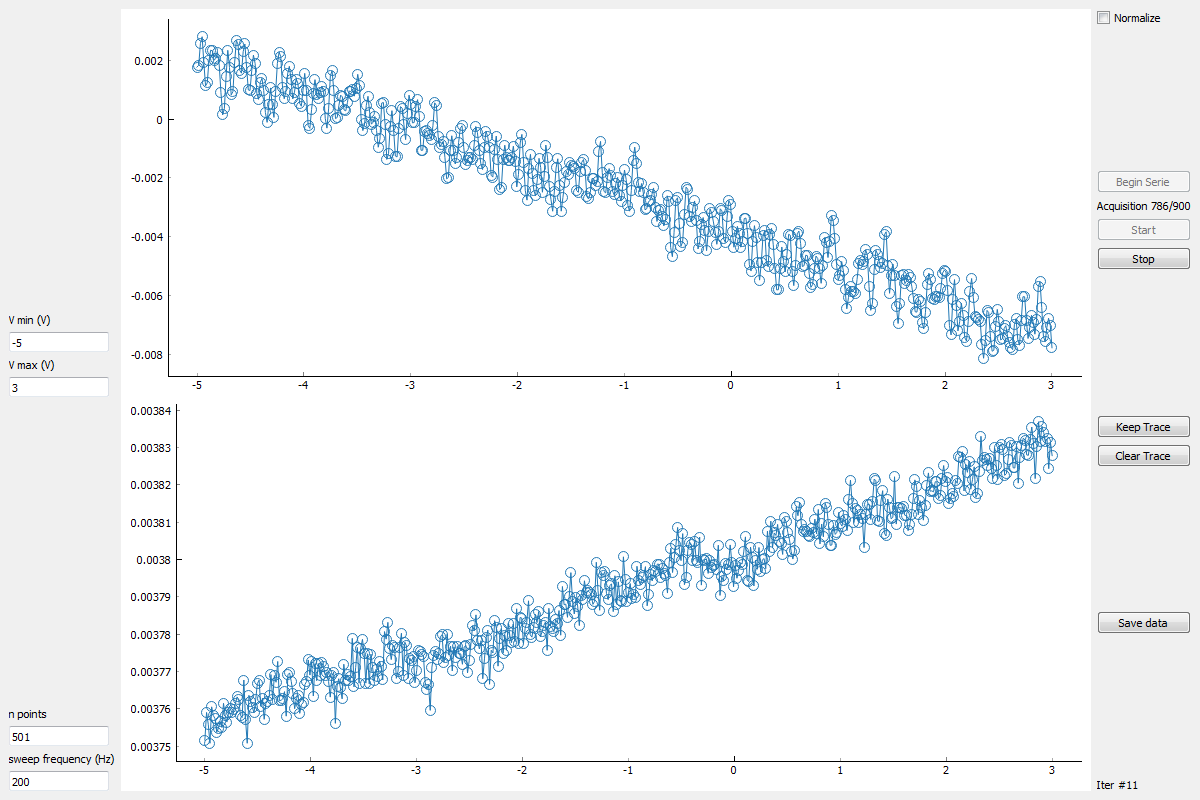 Normalize
0.002
0
-0.002
-0.004
-0.006
-0.008
-5
-4
-3
-2
-1
0
1
2
3
Begin Serie
Acquisition 786/900
Start
Stop
V min (V)
-5
V max (V)
3
0.00384
0.00383
0.00382
0.00381
0.0038
0.00379
0.00378
0.00377
0.00376
0.00375
-5
-4
-3
-2
-1
0
1
2
3
Keep Trace
Clear Trace
Save data
n points
501
sweep frequency (Hz)
200
Iter #11